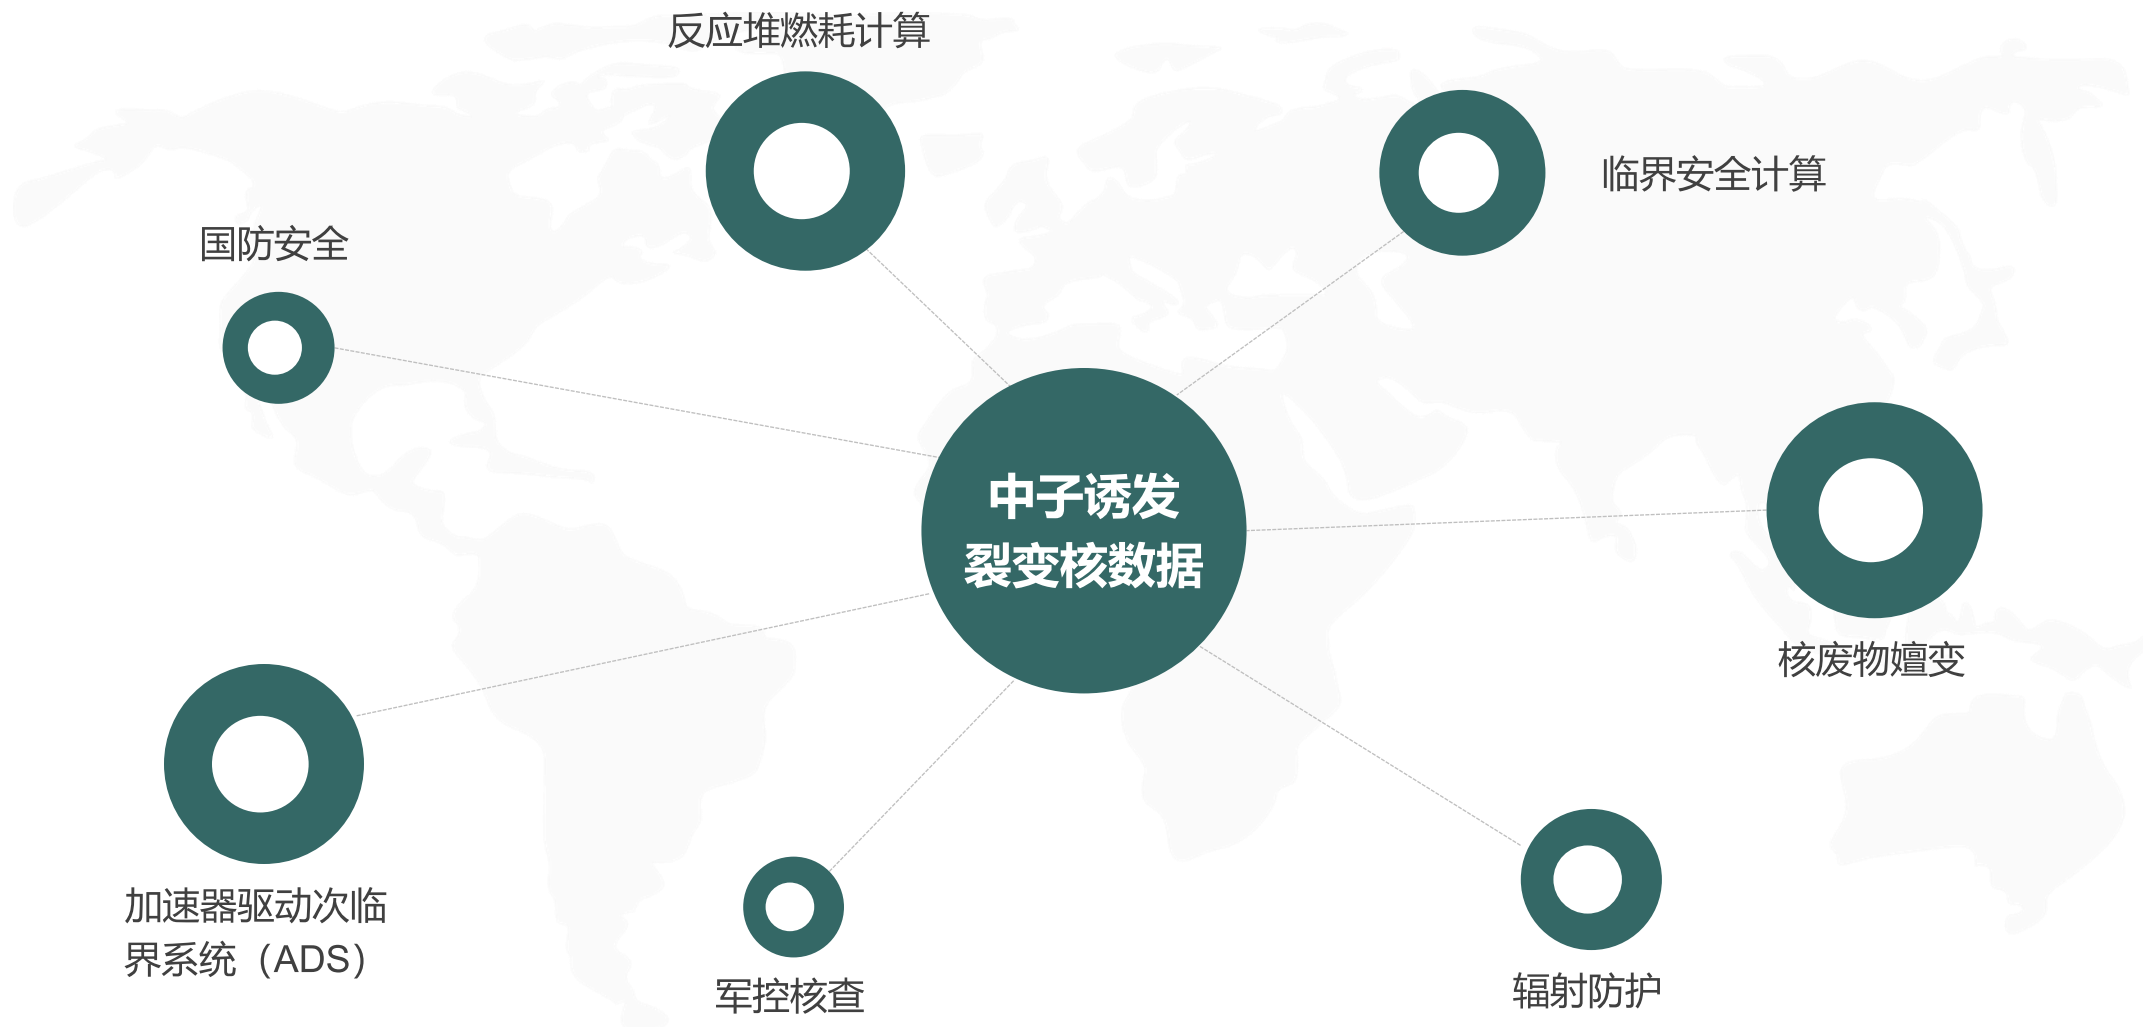 反应堆燃耗计算
临界安全计算
国防安全
中子诱发
裂变核数据
核废物嬗变
加速器驱动次临
界系统（ADS）
军控核查
辐射防护